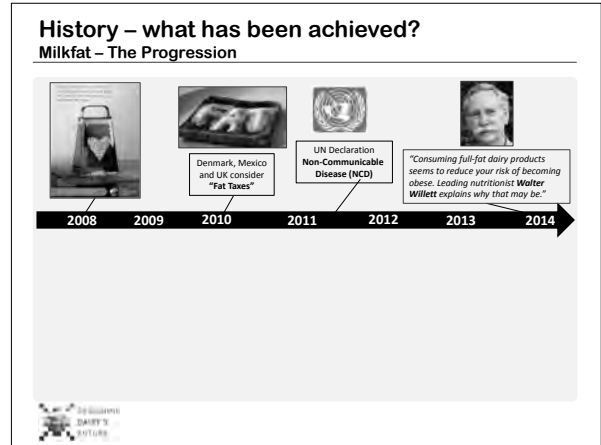 History – what has been achieved?
Milkfat – The Progression
Denmark, Mexico
and UK consider
"Fat Taxes"
UN Declaration
Non-Communicable
Disease (NCD)
"Consuming full-fat dairy products
seems to reduce your risk of becoming
obese. Leading nutritionist Walter
Willett explains why that may be."
2008 2009 2010 2011 2012 2013 2014
DAIRY'S
FUTURE